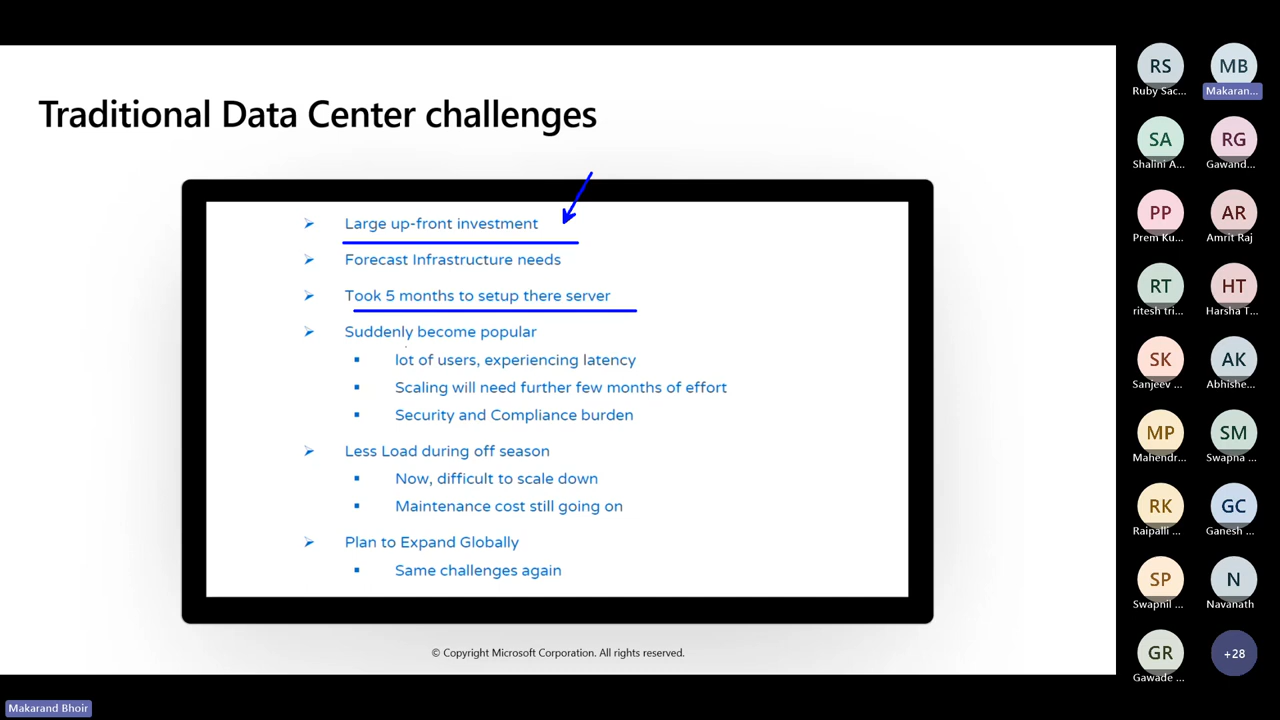 Traditional Data Center challenges
Large up-front investment
Forecast Infrastructure needs
Took 5 months to setup there server
Suddenly become popular
lot of users, experiencing latency
Scaling will need further few months of effort
Security and Compliance burden
Less Load during off season
Now, difficult to scale down
Maintenance cost still going on
Plan to Expand Globally
Same challenges again
© Copyright Microsoft Corporation. All rights reserved.
RS MB
Ruby Sac... Makaran...
SA RG
Shalini A... Gawand...
PP AR
Prem Ku... Amrit Raj
RT HT
ritesh tri... Harsha T...
SK AK
Sanjeev ... Abhishe...
MP SM
Mahendr... Swapna ...
RK GC
Raipalli ... Ganesh ...
SP N
Swapnil ... Navanath
GR +28
Gawade ...
Makarand Bhoir